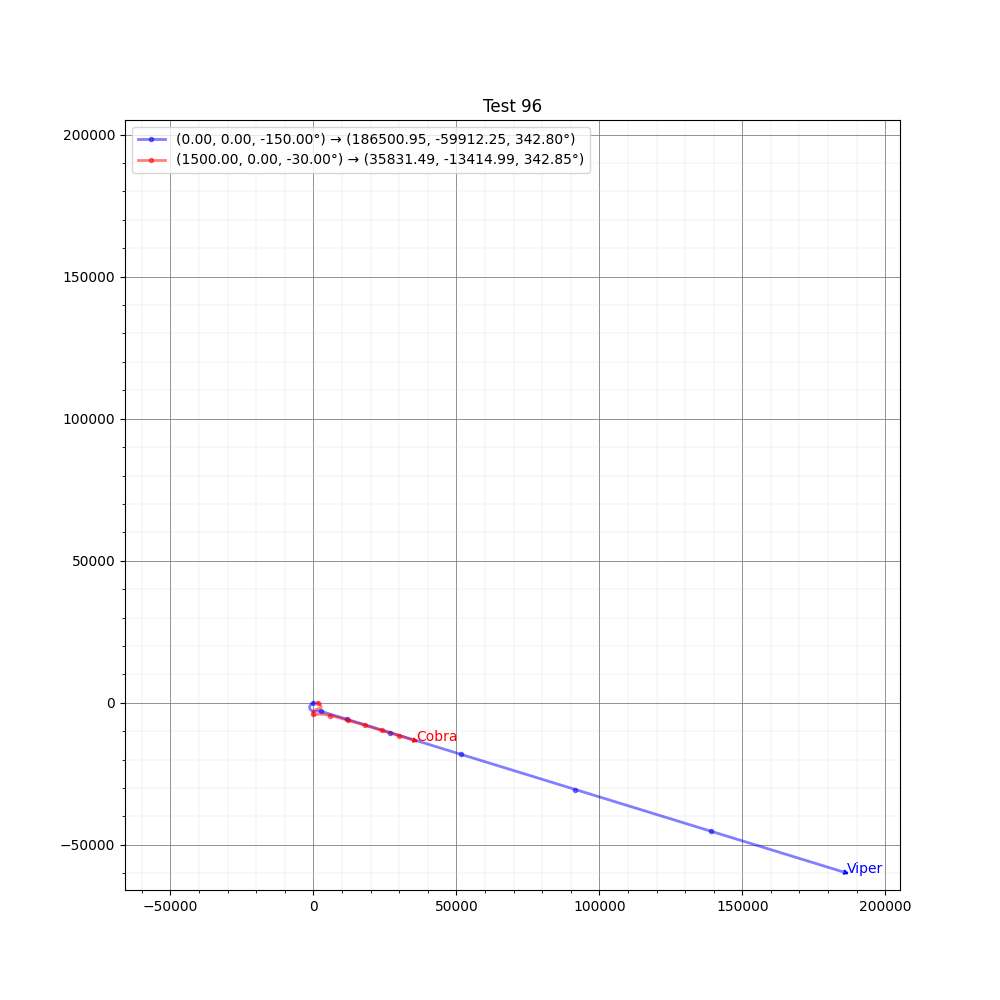 Test 96
(0.00, 0.00, -150.00°) → (186500.95, -59912.25, 342.80°)
(1500.00, 0.00, -30.00°) → (35831.49, -13414.99, 342.85°)
200000
150000
100000
50000
0
−50000
Cobra
Viper
−50000 0 50000 100000 150000 200000